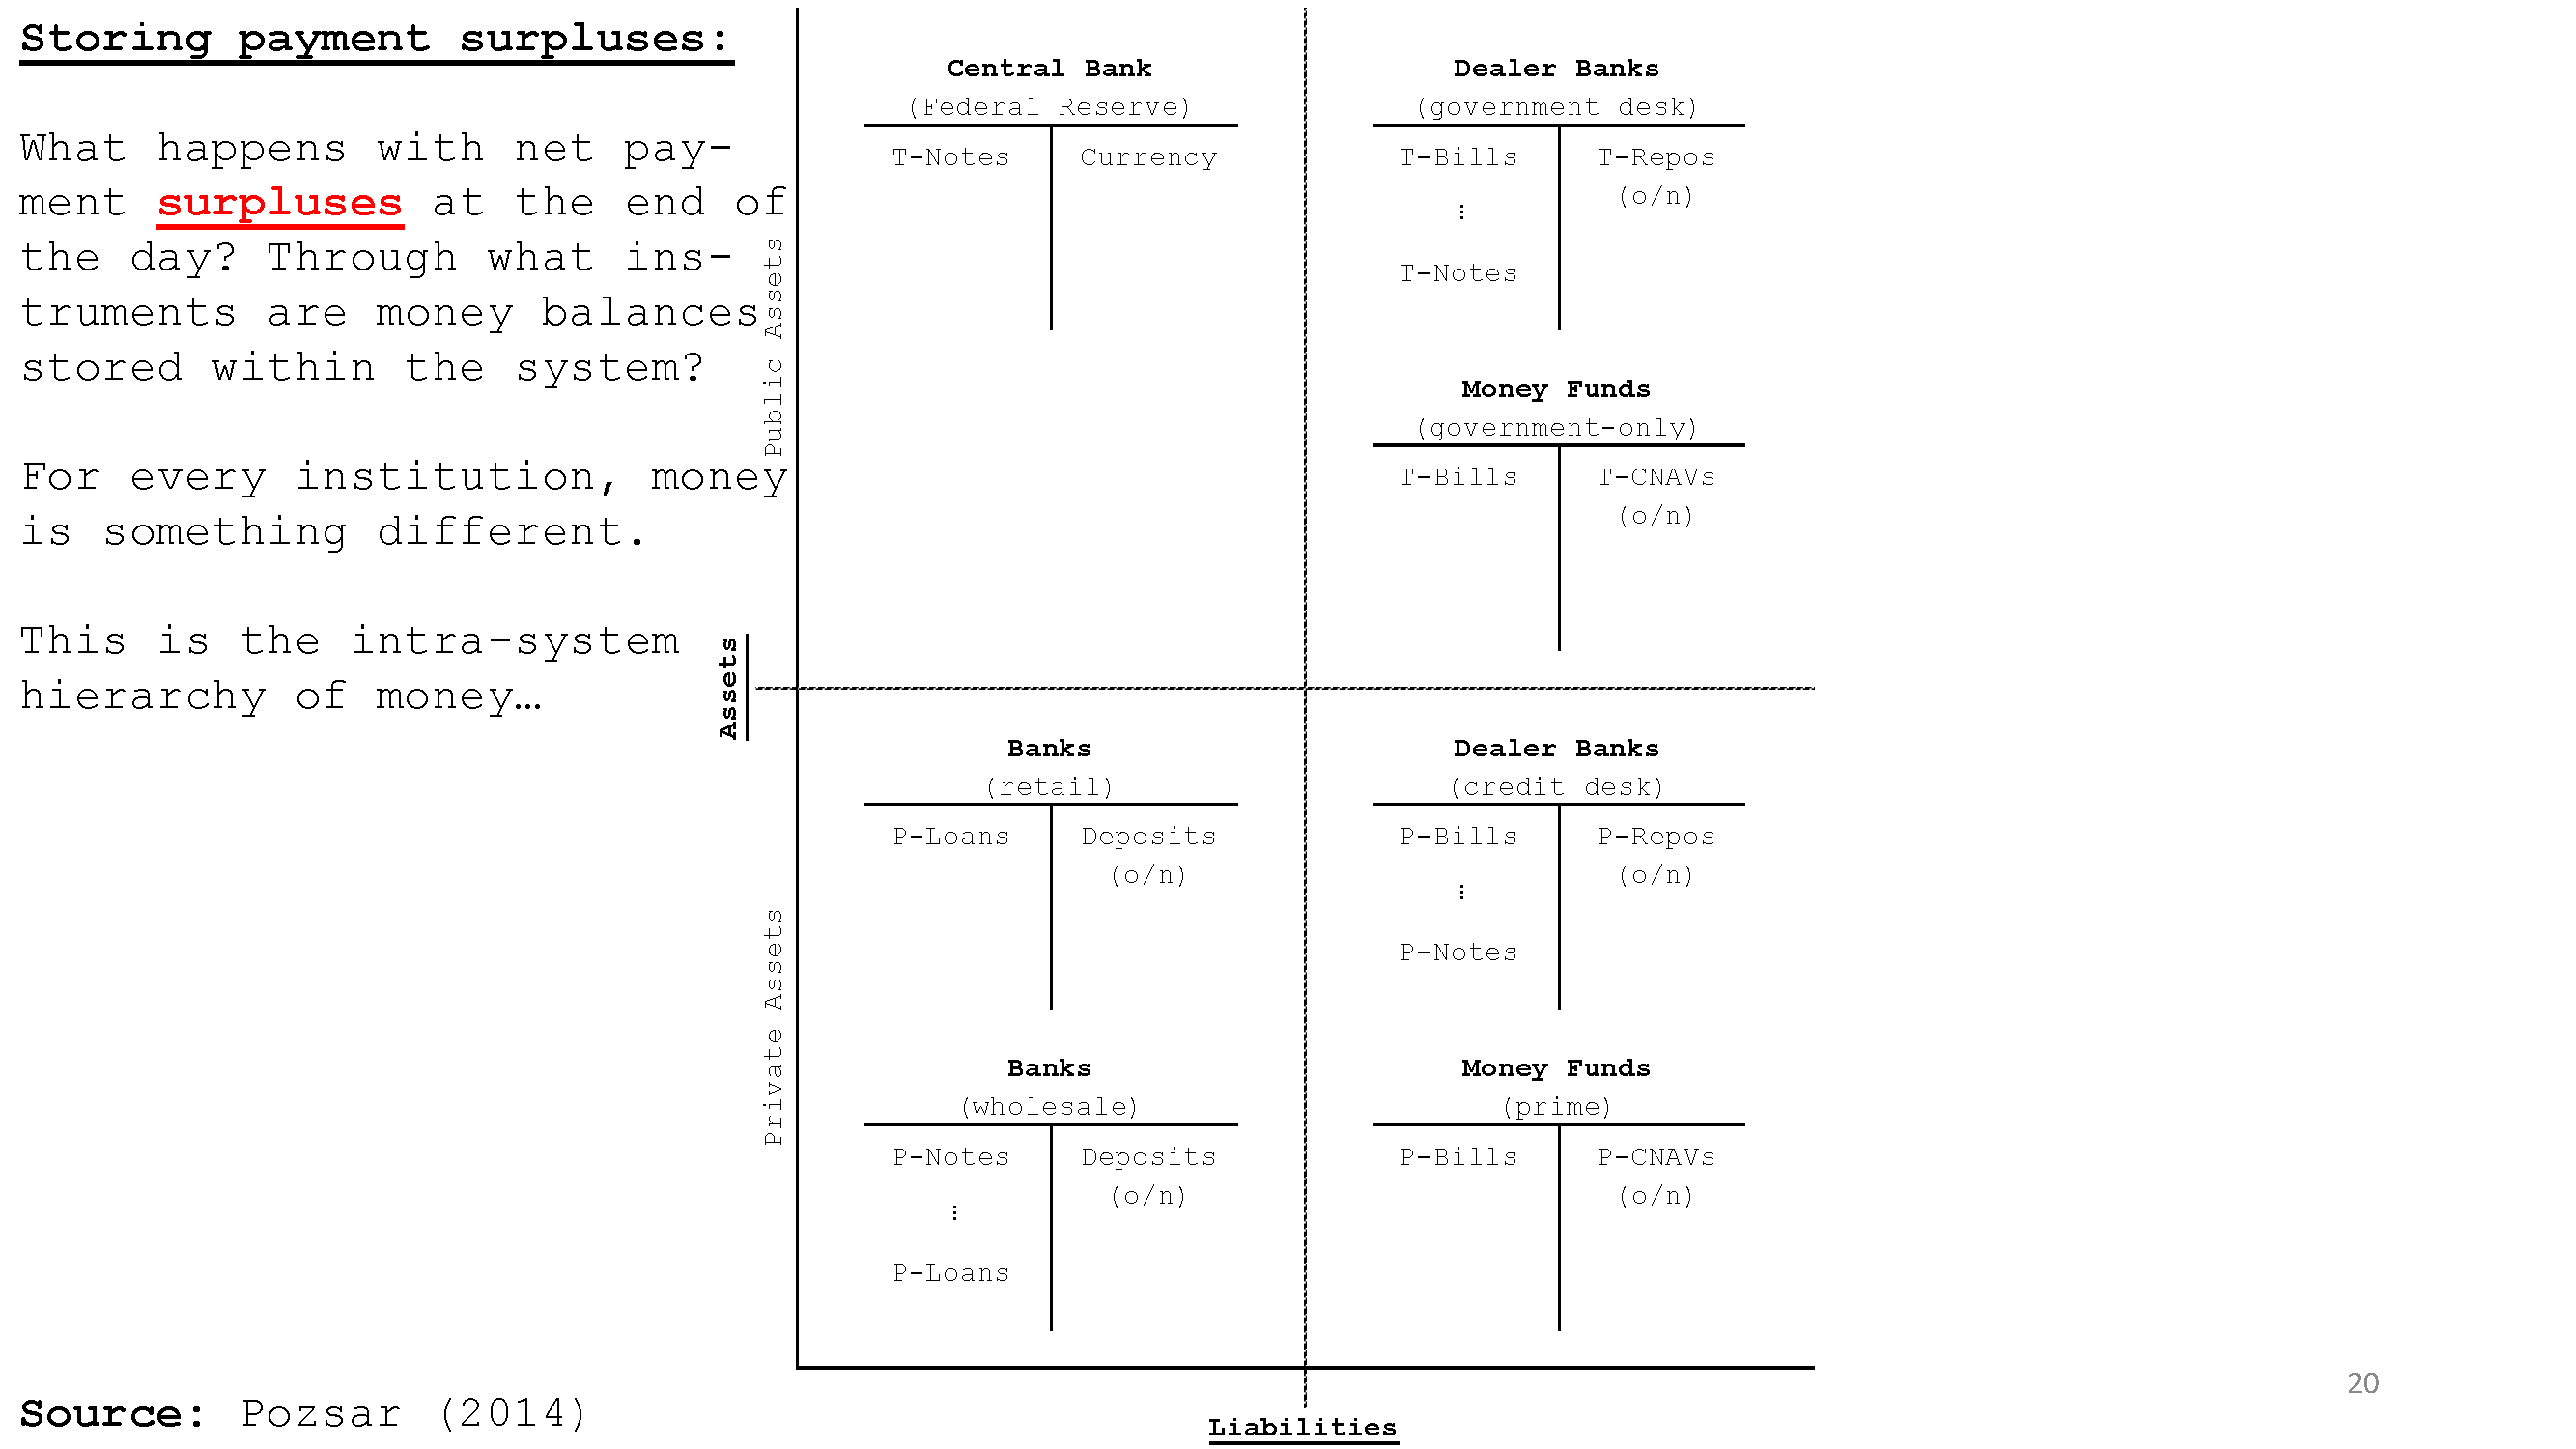 Storing payment surpluses:
What happens with net pay-
ment surpluses at the end of
the day? Through what ins-
truments are money balances
stored within the system?
For every institution, money
is something different.
This is the intra-system
hierarchy of money…
Source: Pozsar (2014)
Assets
Public Assets
Private Assets
Central Bank
(Federal Reserve)
T-Notes Currency
Dealer Banks
(government desk)
T-Bills T-Repos
(o/n)
⋮
T-Notes
Money Funds
(government-only)
T-Bills T-CNAVs
(o/n)
Banks
(retail)
P-Loans Deposits
(o/n)
Dealer Banks
(credit desk)
P-Bills P-Repos
(o/n)
⋮
P-Notes
Banks
(wholesale)
P-Notes Deposits
(o/n)
⋮
P-Loans
Money Funds
(prime)
P-Bills P-CNAVs
(o/n)
Liabilities
20